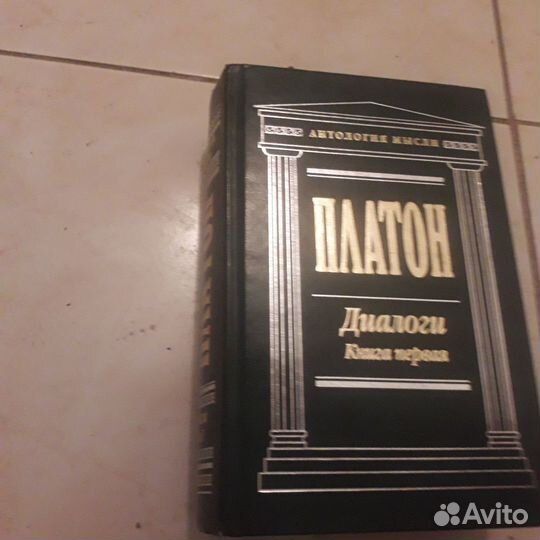 АНТОЛОГИЯ МЫСЛИ
ПЛАТОН
Диалоги
Книга первая
Avito